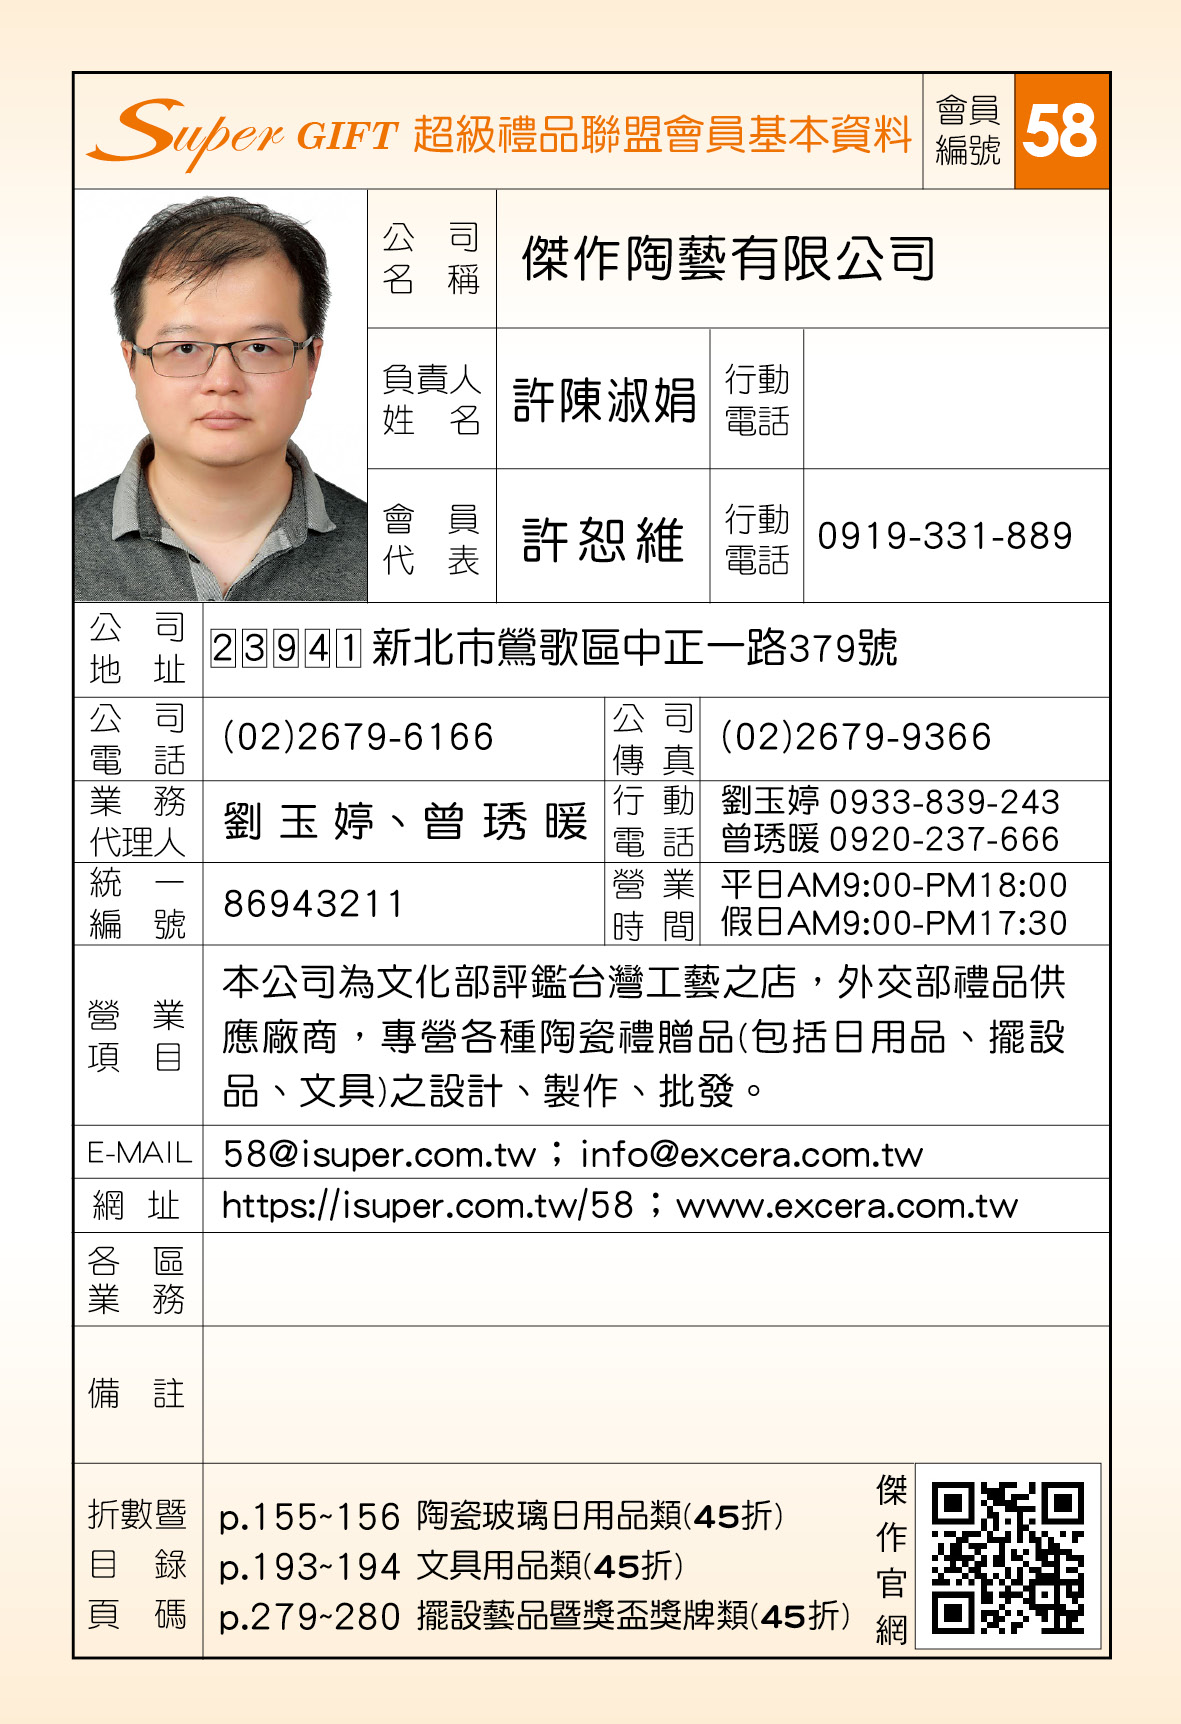 Super GIFT 超級禮品聯盟會員基本資料
會員
編號
58
公司
名稱
傑作陶藝有限公司
負責人
姓名
許陳淑娟
行動
電話
會員
代表
許恕維
行動
電話
0919-331-889
公司
地址
23941 新北市鶯歌區中正一路379號
公司
電話
(02)2679-6166
公司
傳真
(02)2679-9366
業務
代理人
劉玉婷、曾琇暖
行動
電話
劉玉婷 0933-839-243
曾琇暖 0920-237-666
統一
編號
86943211
營業
時間
平日AM9:00-PM18:00
假日AM9:00-PM17:30
營業
項目
本公司為文化部評鑑台灣工藝之店，外交部禮品供
應廠商，專營各種陶瓷禮贈品(包括日用品、擺設
品、文具)之設計、製作、批發。
E-MAIL
58@isuper.com.tw；info@excera.com.tw
網址
https://isuper.com.tw/58；www.excera.com.tw
各區
業務
備註
折數暨
目錄
頁碼
p.155~156 陶瓷玻璃日用品類(45折)
p.193~194 文具用品類(45折)
p.279~280 擺設藝品暨獎盃獎牌類(45折)
傑作官網